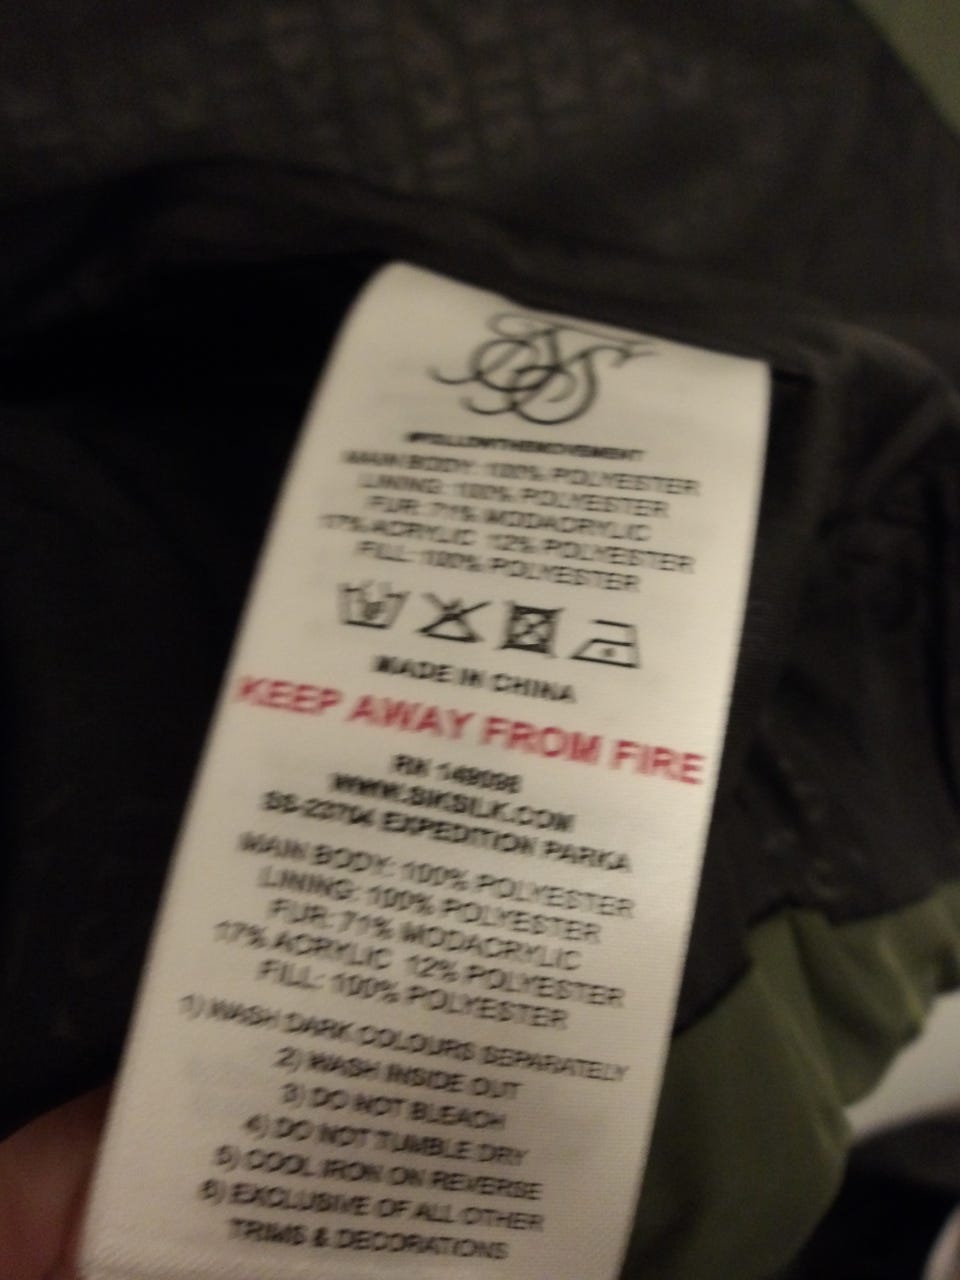 #FOLLOWTHEMOVEMENT
MAIN BODY: 100% POLYESTER
LINING: 100% POLYESTER
FUR: 71% MODACRYLIC
17% ACRYLIC 12% POLYESTER
FILL: 100% POLYESTER
MADE IN CHINA
KEEP AWAY FROM FIRE
RN 149098
WWW.SIKSILK.COM
SS-23704 EXPEDITION PARKA
MAIN BODY: 100% POLYESTER
LINING: 100% POLYESTER
FUR: 71% MODACRYLIC
17% ACRYLIC 12% POLYESTER
FILL: 100% POLYESTER
1) WASH DARK COLOURS SEPARATELY
2) WASH INSIDE OUT
3) DO NOT BLEACH
4) DO NOT TUMBLE DRY
5) COOL IRON ON REVERSE
6) EXCLUSIVE OF ALL OTHER
TRIMS & DECORATIONS